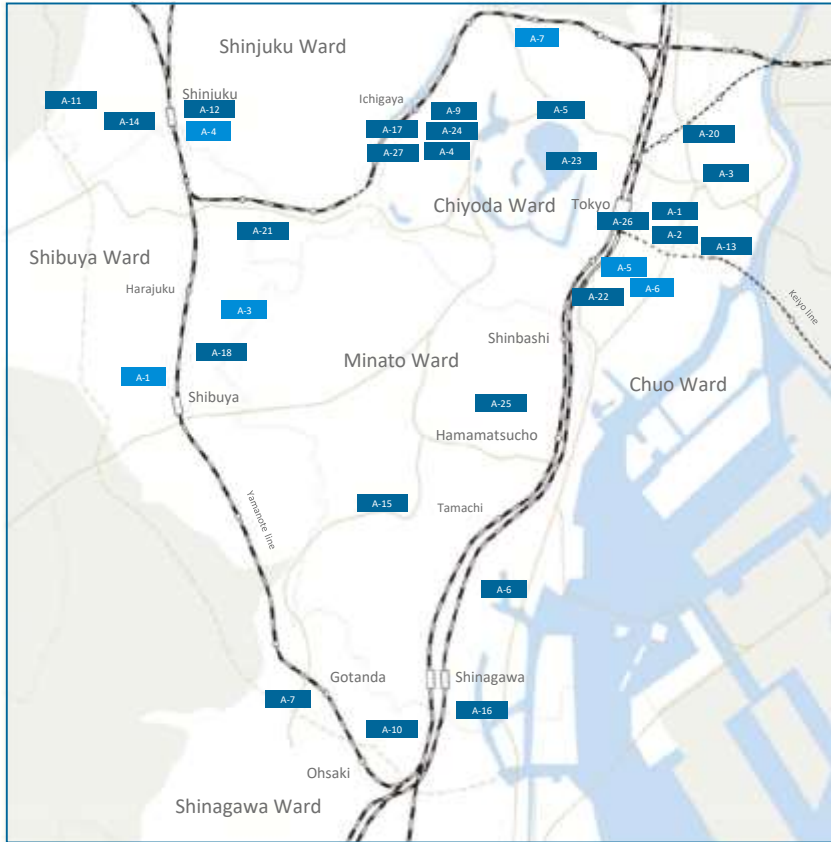 A-7
Shinjuku Ward
Shinjuku
Ichigaya
A-11
A-14
A-12
A-4
A-9
A-17
A-24
A-27
A-4
A-5
A-20
A-23
A-3
Chiyoda Ward
Tokyo
A-26
A-1
A-2
A-13
A-21
Shibuya Ward
A-5
A-6
A-22
Harajuku
Keiyo line
A-3
Shinbashi
A-18
Minato Ward
A-1
Shibuya
Chuo Ward
A-25
Hamamatsucho
A-15
Tamachi
Yamanote line
A-6
Gotanda
Shinagawa
A-7
A-16
A-10
Ohsaki
Shinagawa Ward